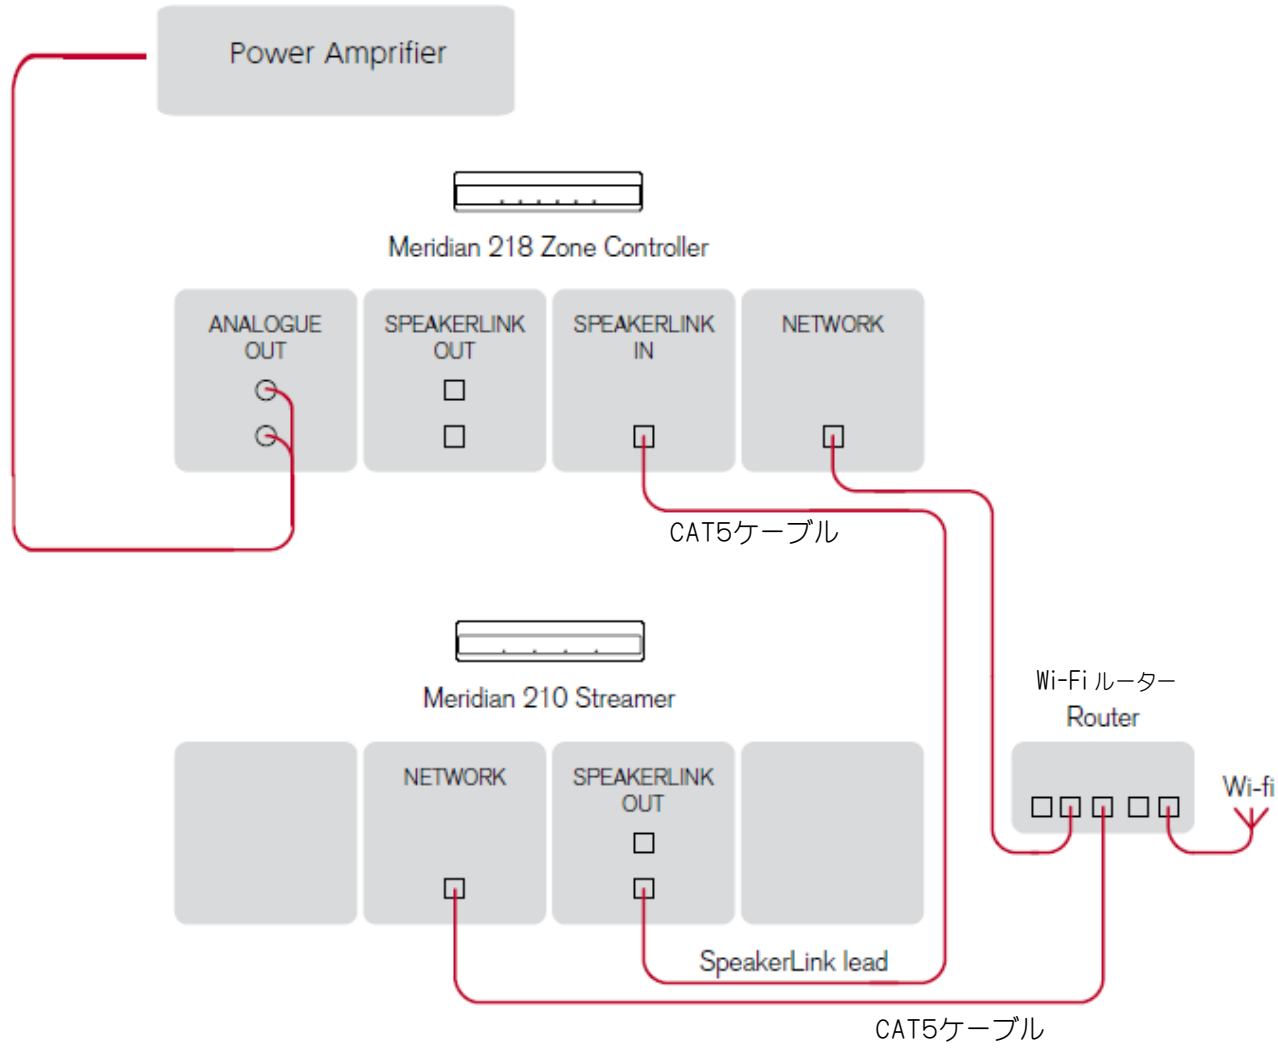 Power Amprifier
Meridian 218 Zone Controller
ANALOGUE
OUT
SPEAKERLINK
OUT
SPEAKERLINK
IN
NETWORK
CAT5ケーブル
Meridian 210 Streamer
Wi-Fi ルーター
Router
NETWORK
SPEAKERLINK
OUT
Wi-fi
SpeakerLink lead
CAT5ケーブル